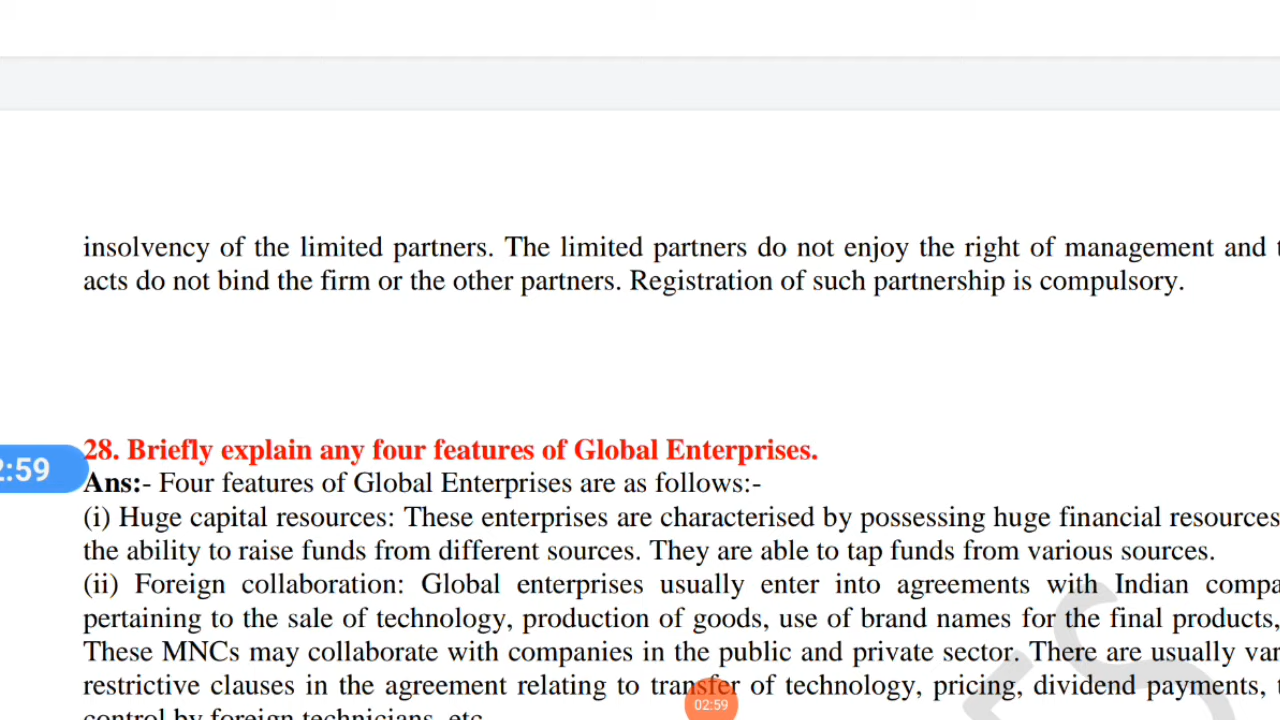 insolvency of the limited partners. The limited partners do not enjoy the right of management and
acts do not bind the firm or the other partners. Registration of such partnership is compulsory.
28. Briefly explain any four features of Global Enterprises.
2:59
Ans:- Four features of Global Enterprises are as follows:-
(i) Huge capital resources: These enterprises are characterised by possessing huge financial resources
the ability to raise funds from different sources. They are able to tap funds from various sources.
(ii) Foreign collaboration: Global enterprises usually enter into agreements with Indian
pertaining to the sale of technology, production of goods, use of brand names for the final products,
These MNCs may collaborate with companies in the public and private sector. There are usually
restrictive clauses in the agreement relating to transfer of technology, pricing, dividend payments,
02:59
control by foreign technicians, etc